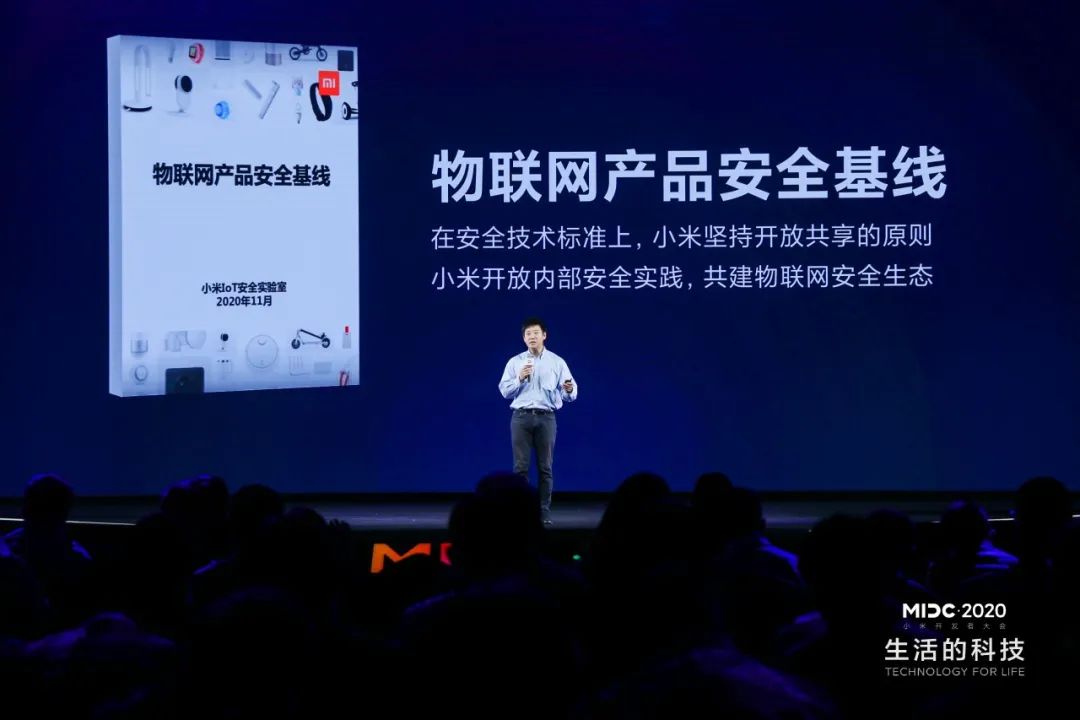 mi
物联网产品安全基线
小米IoT安全实验室
2020年11月
物联网产品安全基线
在安全技术标准上，小米坚持开放共享的原则
小米开放内部安全实践，共建物联网安全生态
MIDC·2020
小米开发者大会
生活的科技
TECHNOLOGY FOR LIFE